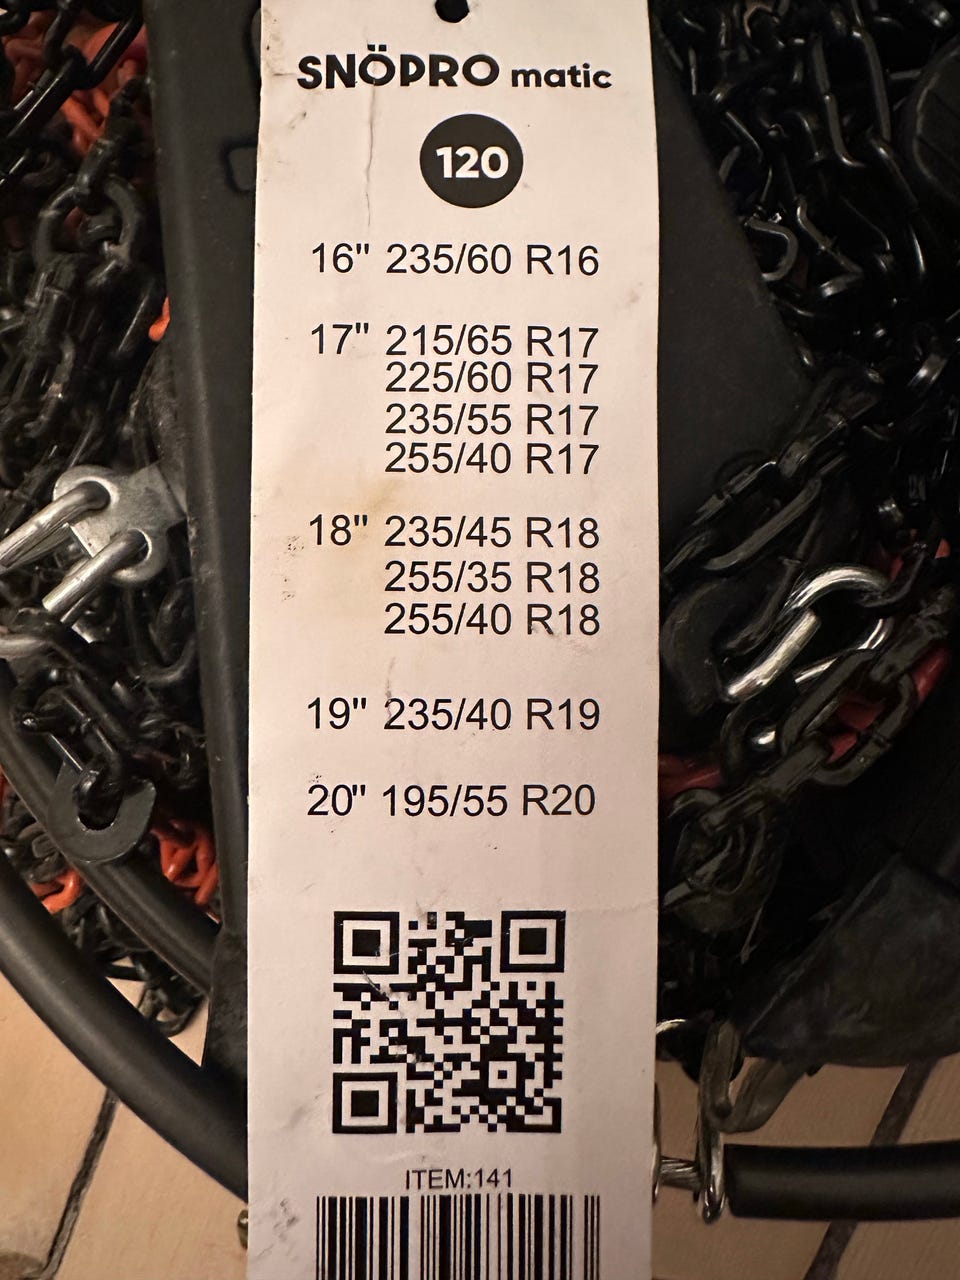 SNÖPRO matic
120
16" 235/60 R16
17" 215/65 R17
225/60 R17
235/55 R17
255/40 R17
18" 235/45 R18
255/35 R18
255/40 R18
19" 235/40 R19
20" 195/55 R20
ITEM:141